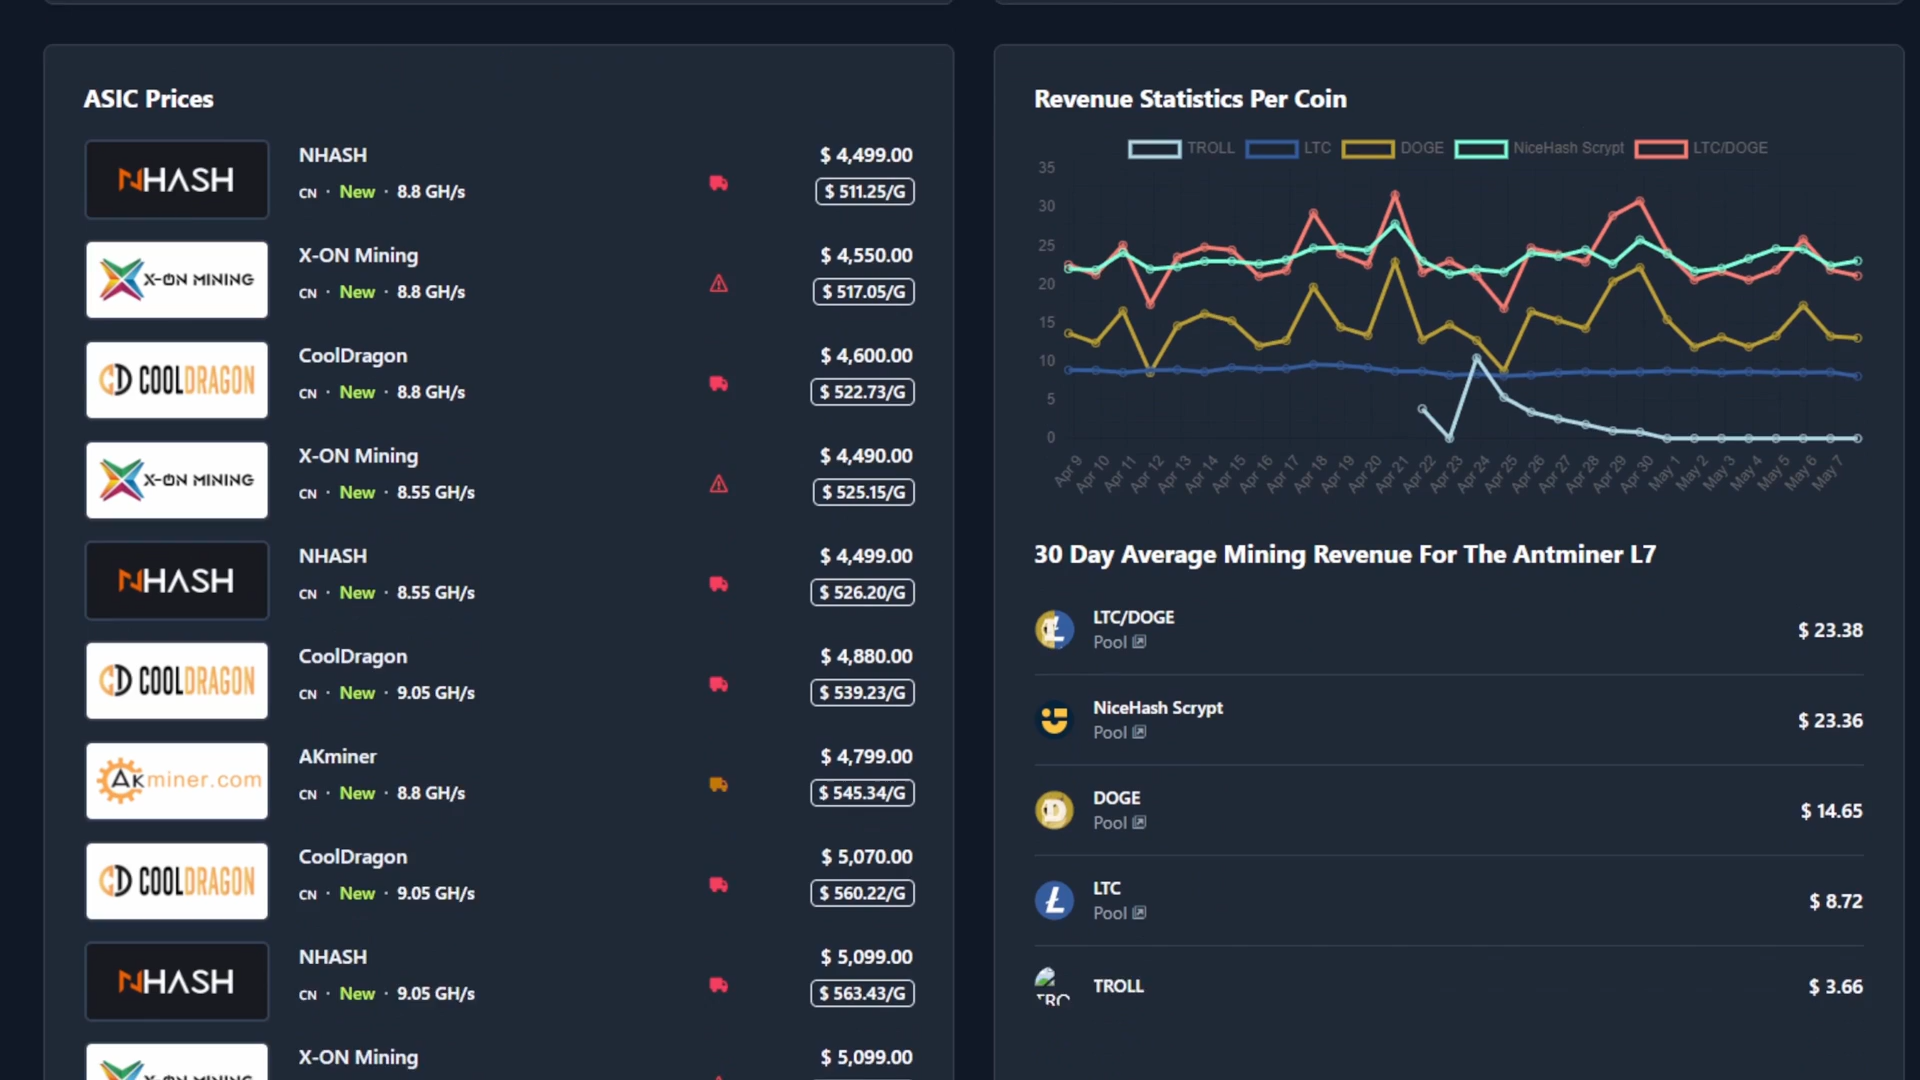 ASIC Prices
NHASH
NHASH
CN · New · 8.8 GH/s
$ 4,499.00
$ 511.25/G
X-ON MINING
X-ON Mining
CN · New · 8.8 GH/s
$ 4,550.00
$ 517.05/G
COOLDRAGON
CoolDragon
CN · New · 8.8 GH/s
$ 4,600.00
$ 522.73/G
X-ON MINING
X-ON Mining
CN · New · 8.55 GH/s
$ 4,490.00
$ 525.15/G
NHASH
NHASH
CN · New · 8.55 GH/s
$ 4,499.00
$ 526.20/G
COOLDRAGON
CoolDragon
CN · New · 9.05 GH/s
$ 4,880.00
$ 539.23/G
AKminer.com
AKminer
CN · New · 8.8 GH/s
$ 4,799.00
$ 545.34/G
COOLDRAGON
CoolDragon
CN · New · 9.05 GH/s
$ 5,070.00
$ 560.22/G
NHASH
NHASH
CN · New · 9.05 GH/s
$ 5,099.00
$ 563.43/G
X-ON MINING
X-ON Mining
$ 5,099.00
Revenue Statistics Per Coin
TROLL LTC DOGE NiceHash Scrypt LTC/DOGE
35
30
25
20
15
10
5
0
Apr 9 Apr 10 Apr 11 Apr 12 Apr 13 Apr 14 Apr 15 Apr 16 Apr 17 Apr 18 Apr 19 Apr 20 Apr 21 Apr 22 Apr 23 Apr 24 Apr 25 Apr 26 Apr 27 Apr 28 Apr 29 Apr 30 May 1 May 2 May 3 May 4 May 5 May 6 May 7
30 Day Average Mining Revenue For The Antminer L7
LTC/DOGE
Pool
$ 23.38
NiceHash Scrypt
Pool
$ 23.36
DOGE
Pool
$ 14.65
LTC
Pool
$ 8.72
TROLL
$ 3.66